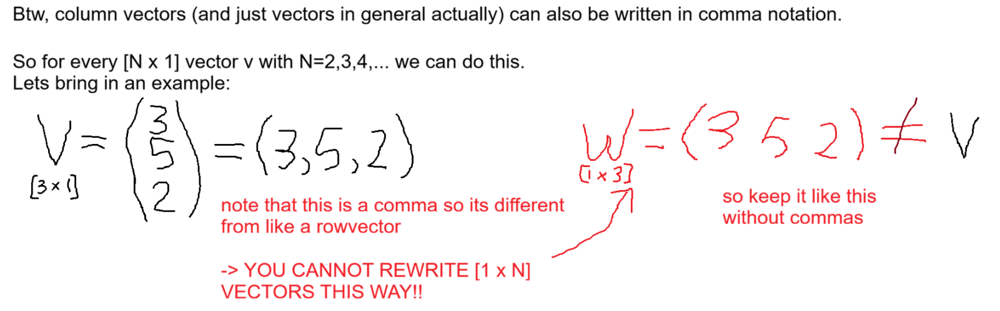 Btw, column vectors (and just vectors in general actually) can also be written in comma notation.
So for every [N x 1] vector v with N=2,3,4,... we can do this.
Lets bring in an example:
V = (3 5 2) = (3,5,2)
[3 x 1]
W = (3 5 2) ≠ V
[1 x 3]
note that this is a comma so its different
from like a rowvector
so keep it like this
without commas
-> YOU CANNOT REWRITE [1 x N]
VECTORS THIS WAY!!